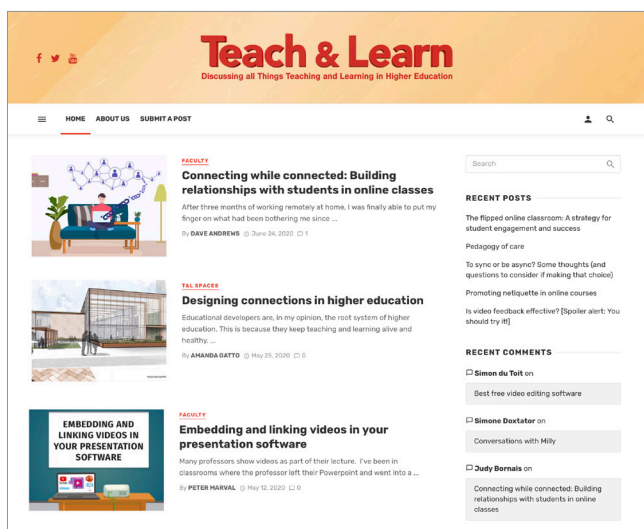 Teach & Learn
Discussing all Things Teaching and Learning in Higher Education
HOME ABOUT US SUBMIT A POST
FACULTY
Connecting while connected: Building
relationships with students in online classes
After three months of working remotely at home, I was finally able to put my
finger on what had been bothering me since ...
By DAVE ANDREWS June 24, 2020 1
T&L SPACES
Designing connections in higher education
Educational developers are, in my opinion, the root system of higher
education. This is because they keep teaching and learning alive and
healthy. ...
By AMANDA GATTO May 25, 2020 0
EMBEDDING AND
LINKING VIDEOS IN
YOUR PRESENTATION
SOFTWARE
FACULTY
Embedding and linking videos in your
presentation software
Many professors show videos as part of their lecture. I've been in
classrooms where the professor left their Powerpoint and went into a ...
By PETER MARVAL May 12, 2020 0
Search
RECENT POSTS
The flipped online classroom: A strategy for
student engagement and success
Pedagogy of care
To sync or be async? Some thoughts (and
questions to consider if making that choice)
Promoting netiquette in online courses
Is video feedback effective? [Spoiler alert: You
should try it!]
RECENT COMMENTS
Simon du Toit on
Best free video editing software
Simone Doxtator on
Conversations with Milly
Judy Bornais on
Connecting while connected: Building
relationships with students in online
classes